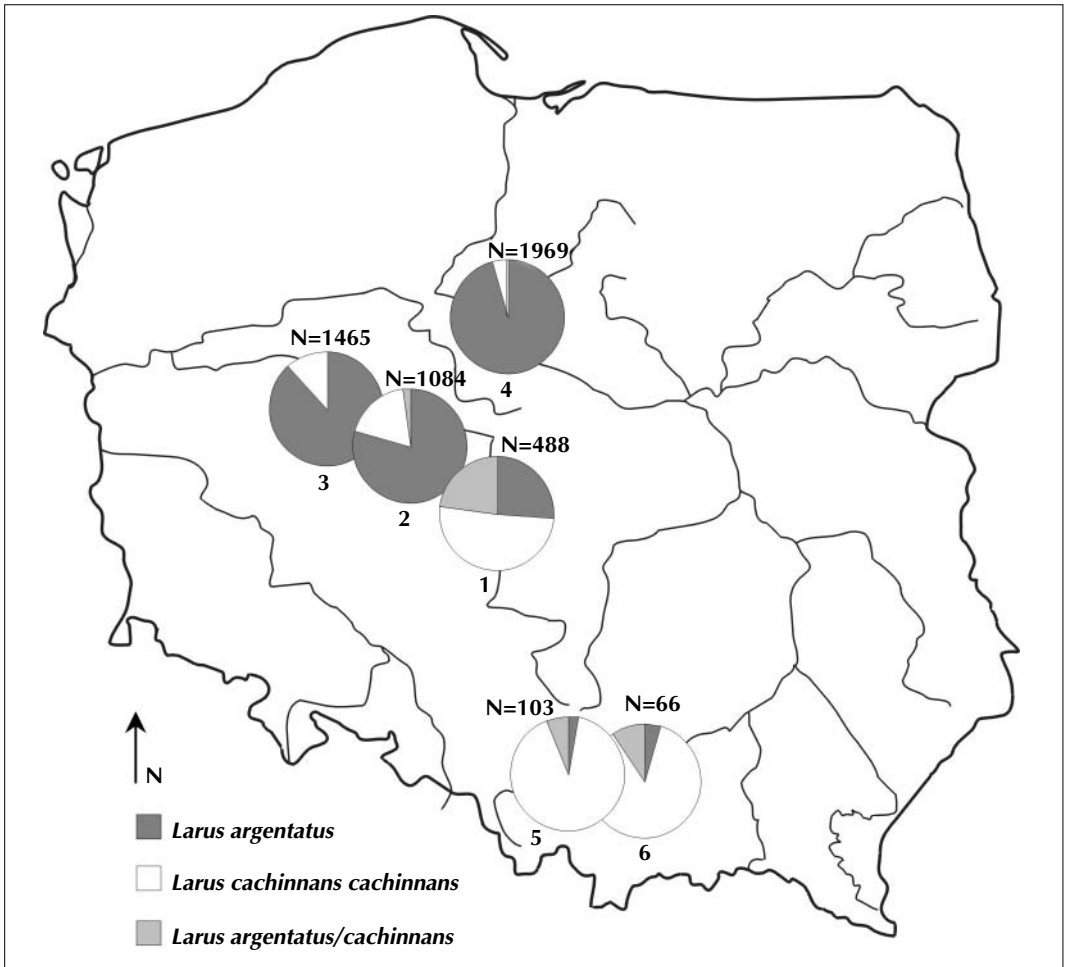 N=1969
4
N=1465
3
N=1084
2
N=488
1
N=103
5
N=66
6
N
Larus argentatus
Larus cachinnans cachinnans
Larus argentatus/cachinnans